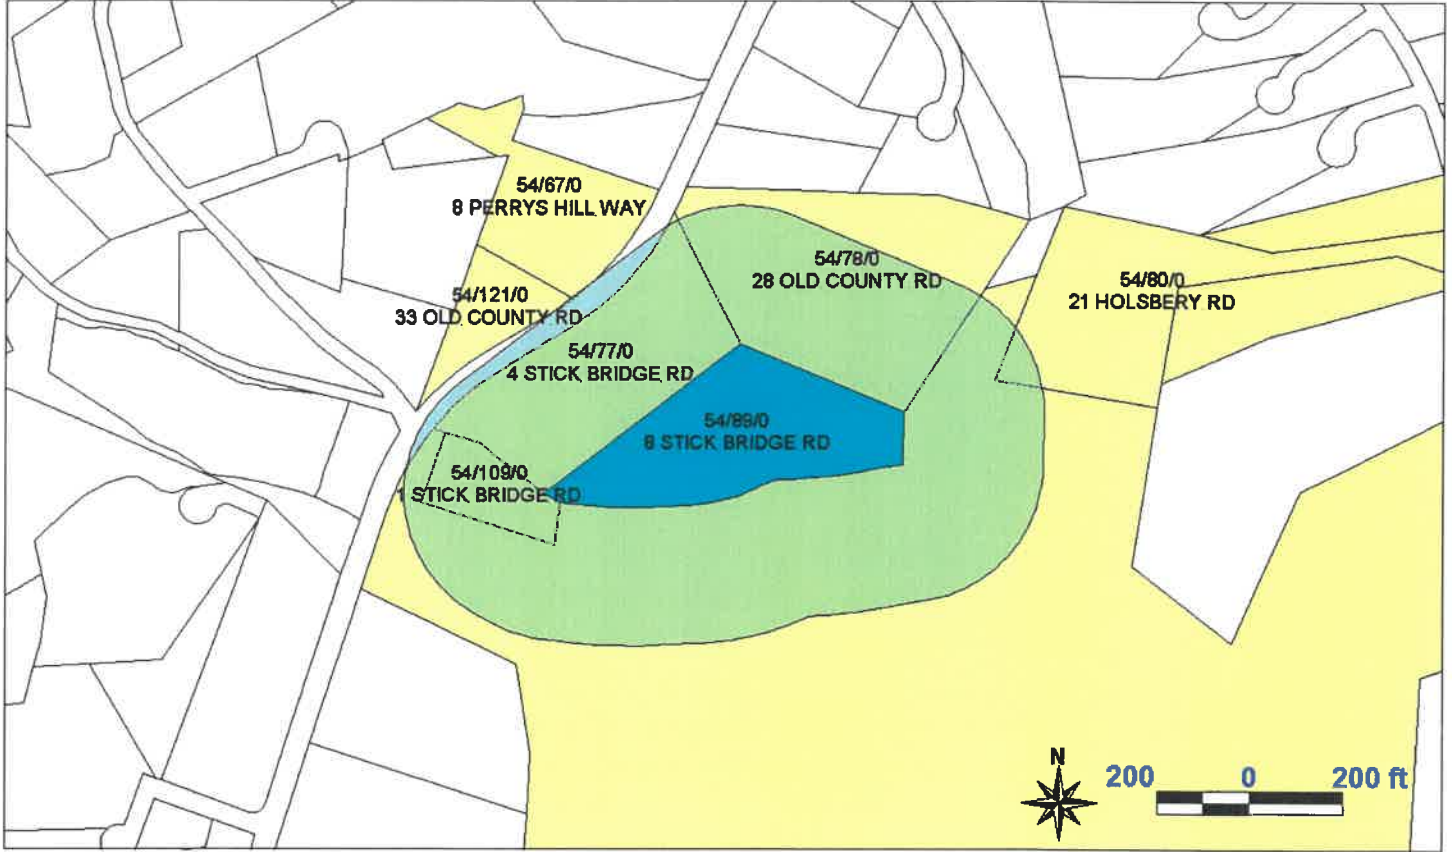 54/67/0
8 PERRYS HILL WAY
54/78/0
28 OLD COUNTY RD
54/80/0
21 HOLSBERY RD
54/121/0
33 OLD COUNTY RD
54/77/0
4 STICK BRIDGE RD
54/89/0
8 STICK BRIDGE RD
54/109/0
1 STICK BRIDGE RD
N
200 0 200 ft